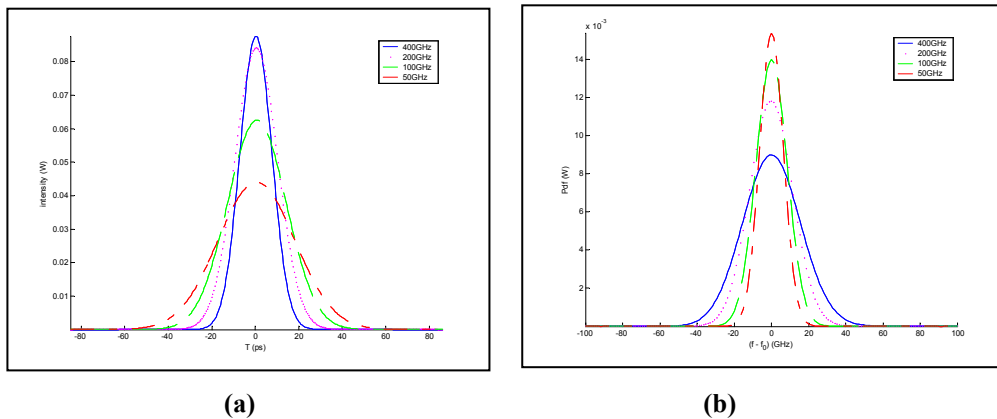 400GHz
200GHz
100GHz
50GHz
0.08
0.07
0.06
0.05
0.04
0.03
0.02
0.01
intensity (W)
-80 -60 -40 -20 0 20 40 60 80
T (ps)
(a)
x 10⁻³
400GHz
200GHz
100GHz
50GHz
14
12
10
8
6
4
2
Pdf (W)
-100 -80 -60 -40 -20 0 20 40 60 80 100
(f - f₀) (GHz)
(b)